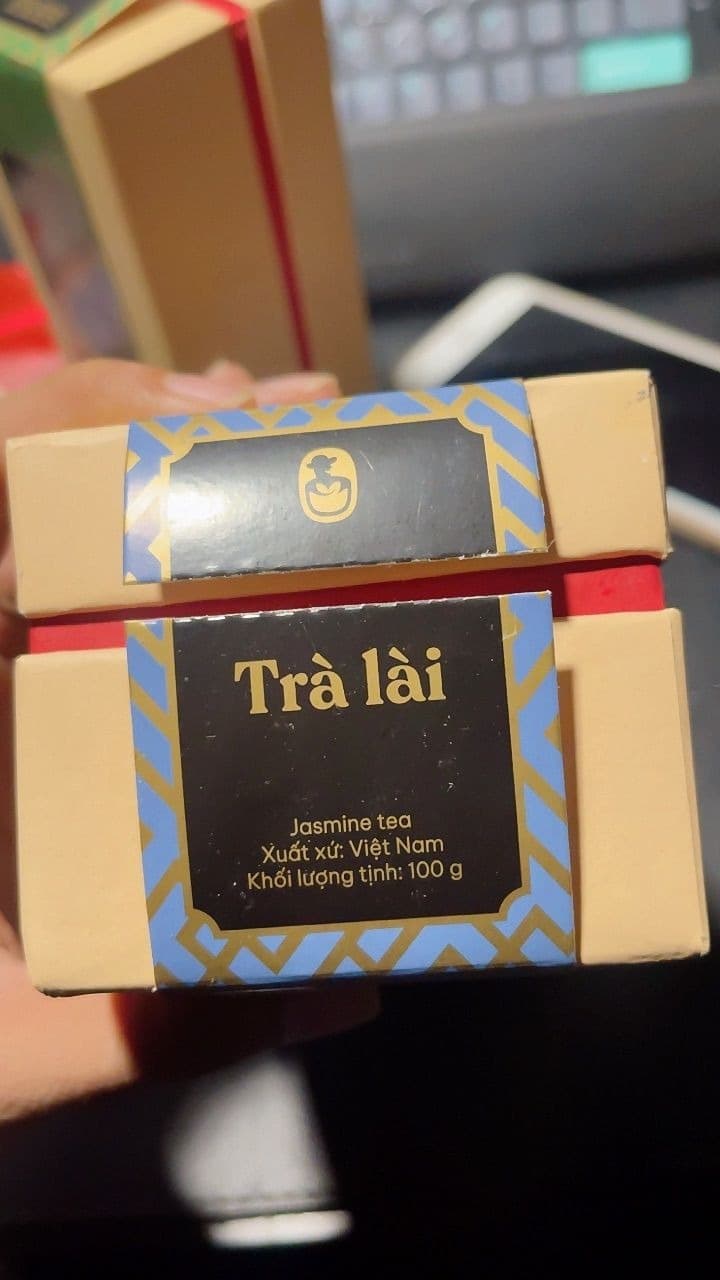 Trà lài
Jasmine tea
Xuất xứ: Việt Nam
Khối lượng tịnh: 100 g